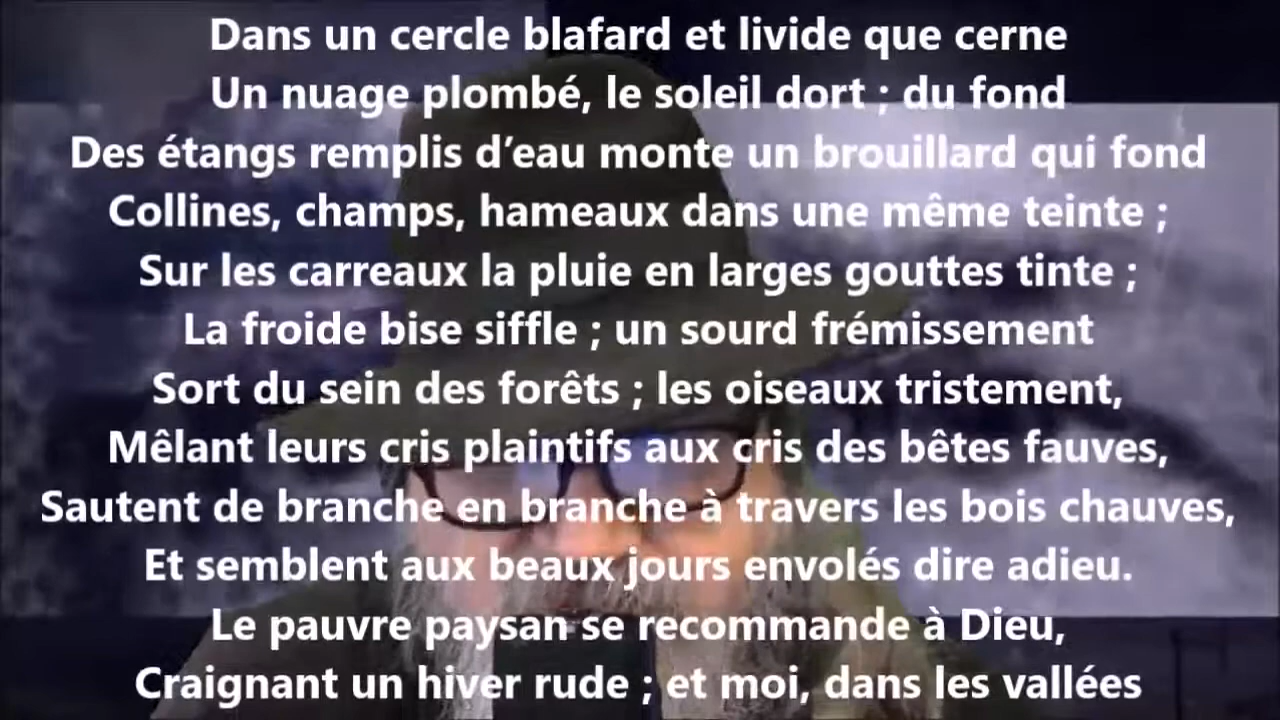 Dans un cercle blafard et livide que cerne
Un nuage plombé, le soleil dort ; du fond
Des étangs remplis d’eau monte un brouillard qui fond
Collines, champs, hameaux dans une même teinte ;
Sur les carreaux la pluie en larges gouttes tinte ;
La froide bise siffle ; un sourd frémissement
Sort du sein des forêts ; les oiseaux tristement,
Mêlant leurs cris plaintifs aux cris des bêtes fauves,
Sautent de branche en branche à travers les bois chauves,
Et semblent aux beaux jours envolés dire adieu.
Le pauvre paysan se recommande à Dieu,
Craignant un hiver rude ; et moi, dans les vallées